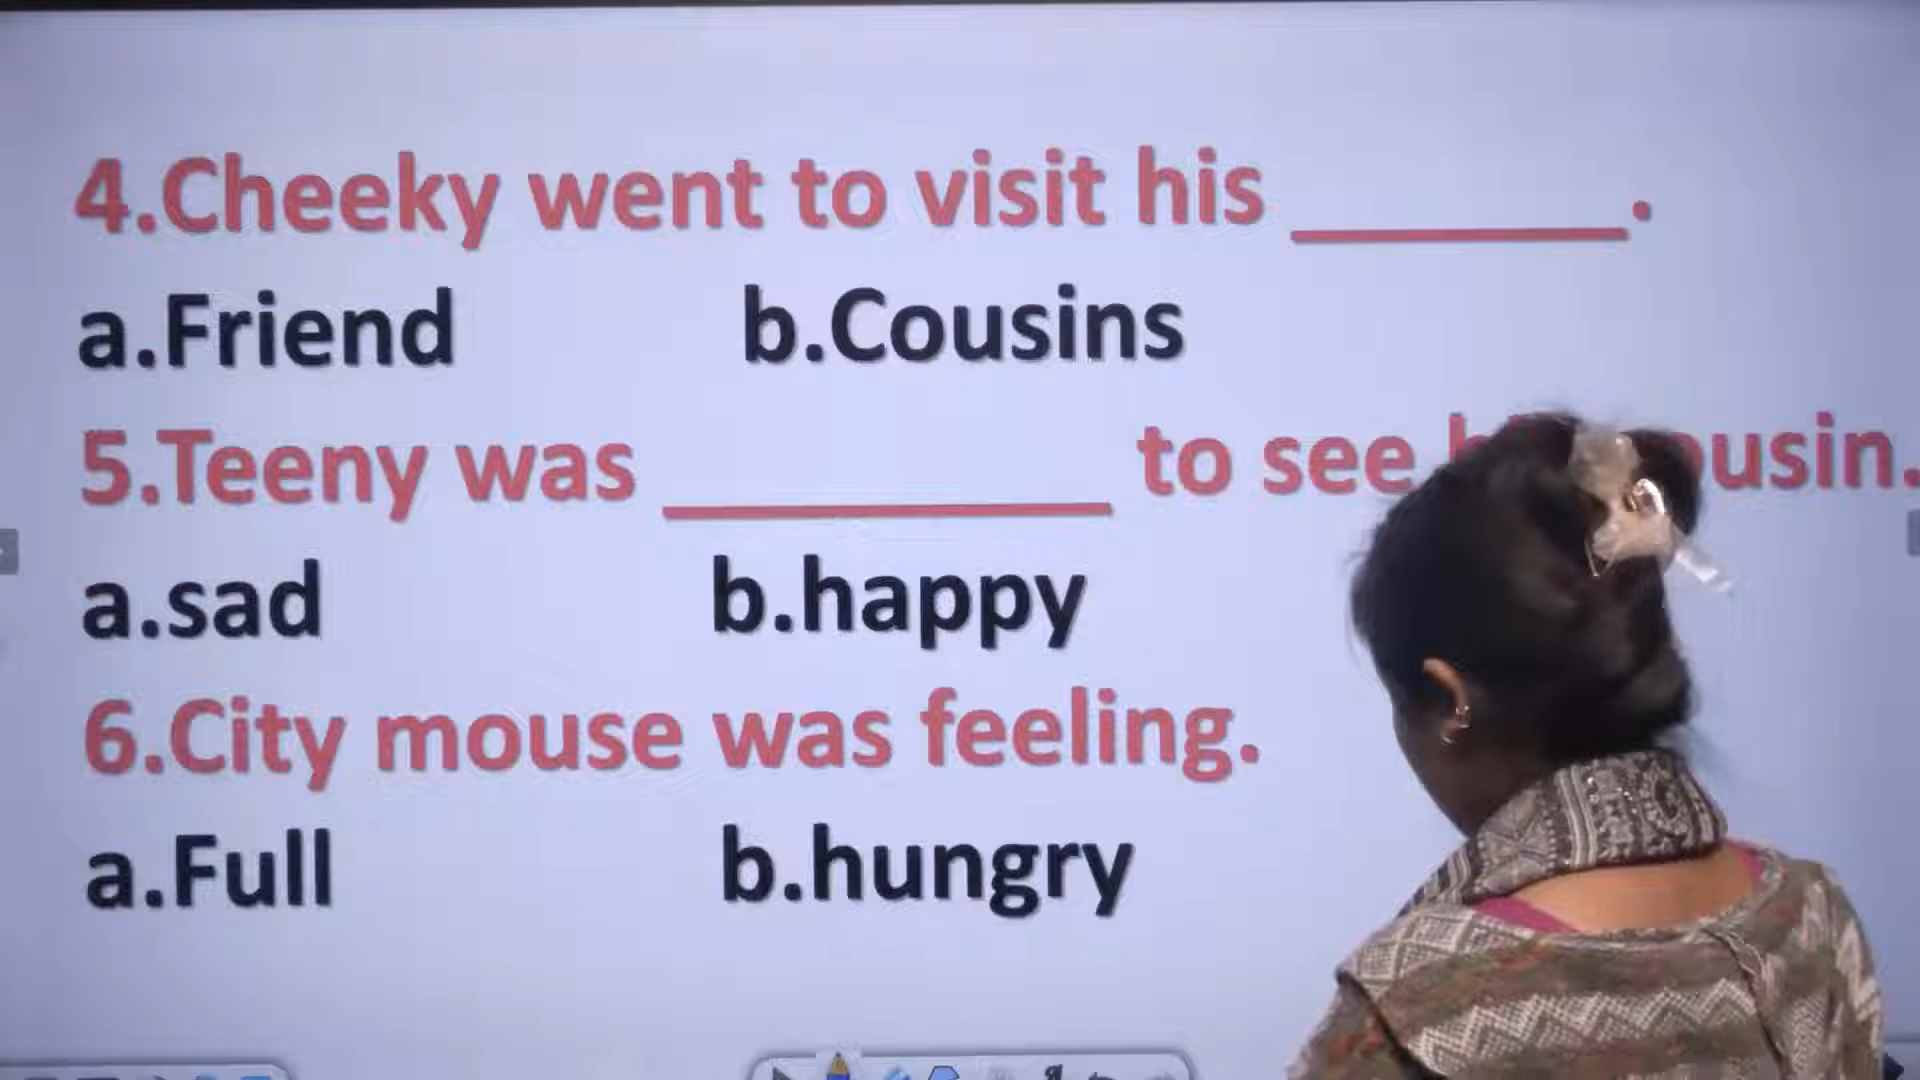 4.Cheeky went to visit his ________.
a.Friend b.Cousins
5.Teeny was ___________ to see
a.sad b.happy
6.City mouse was feeling.
a.Full b.hungry